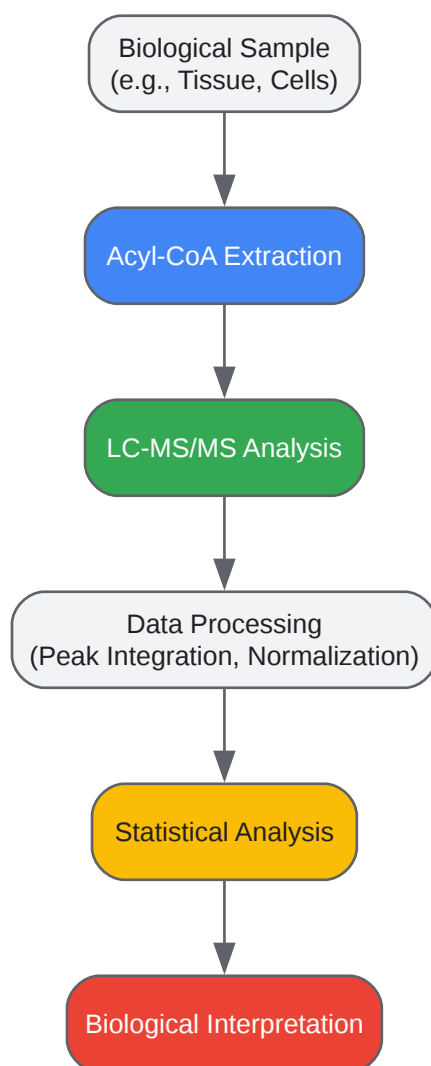 Biological Sample
(e.g., Tissue, Cells)
Acyl-CoA Extraction
LC-MS/MS Analysis
Data Processing
(Peak Integration, Normalization)
Statistical Analysis
Biological Interpretation